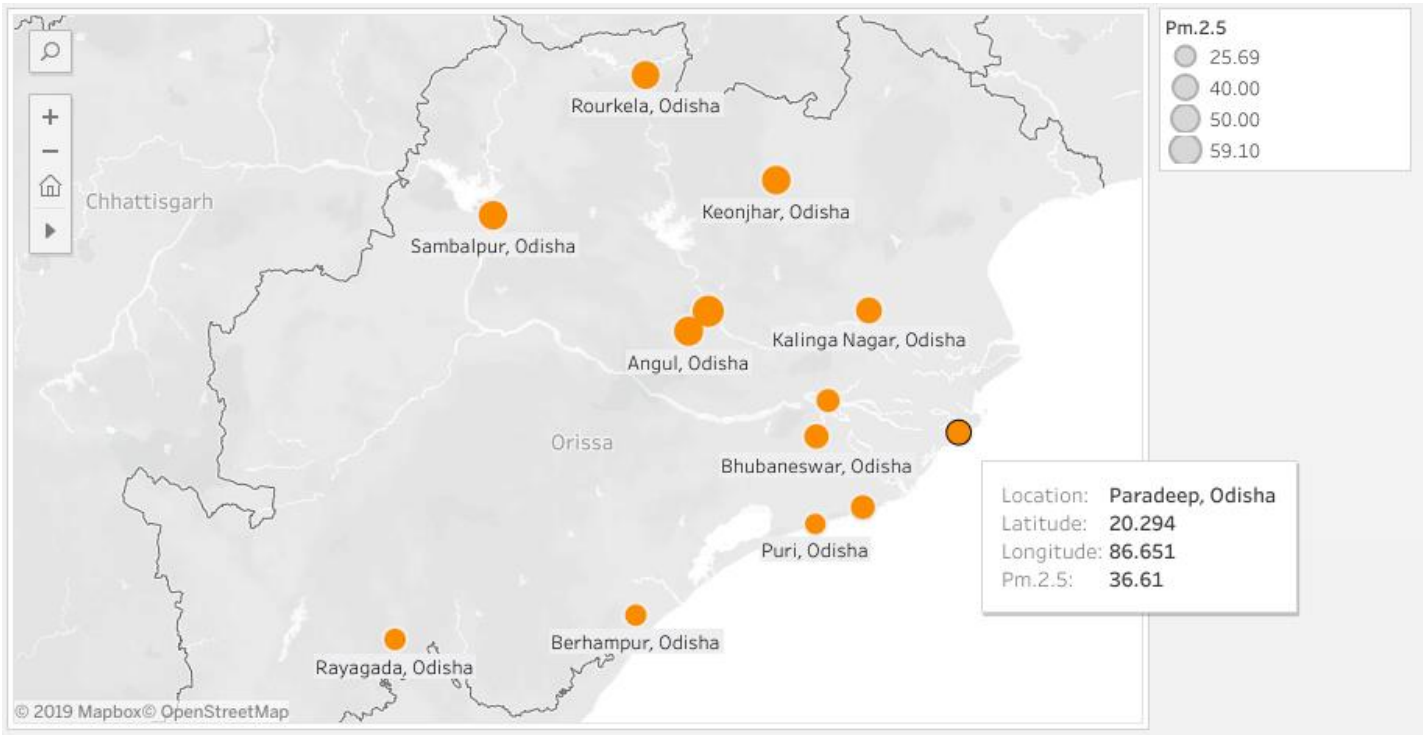 Pm.2.5
25.69
40.00
50.00
59.10
Rourkela, Odisha
Chhattisgarh
Keonjhar, Odisha
Sambalpur, Odisha
Kalinga Nagar, Odisha
Angul, Odisha
Orissa
Bhubaneswar, Odisha
Location: Paradeep, Odisha
Latitude: 20.294
Longitude: 86.651
Pm.2.5: 36.61
Puri, Odisha
Berhampur, Odisha
Rayagada, Odisha
© 2019 Mapbox© OpenStreetMap